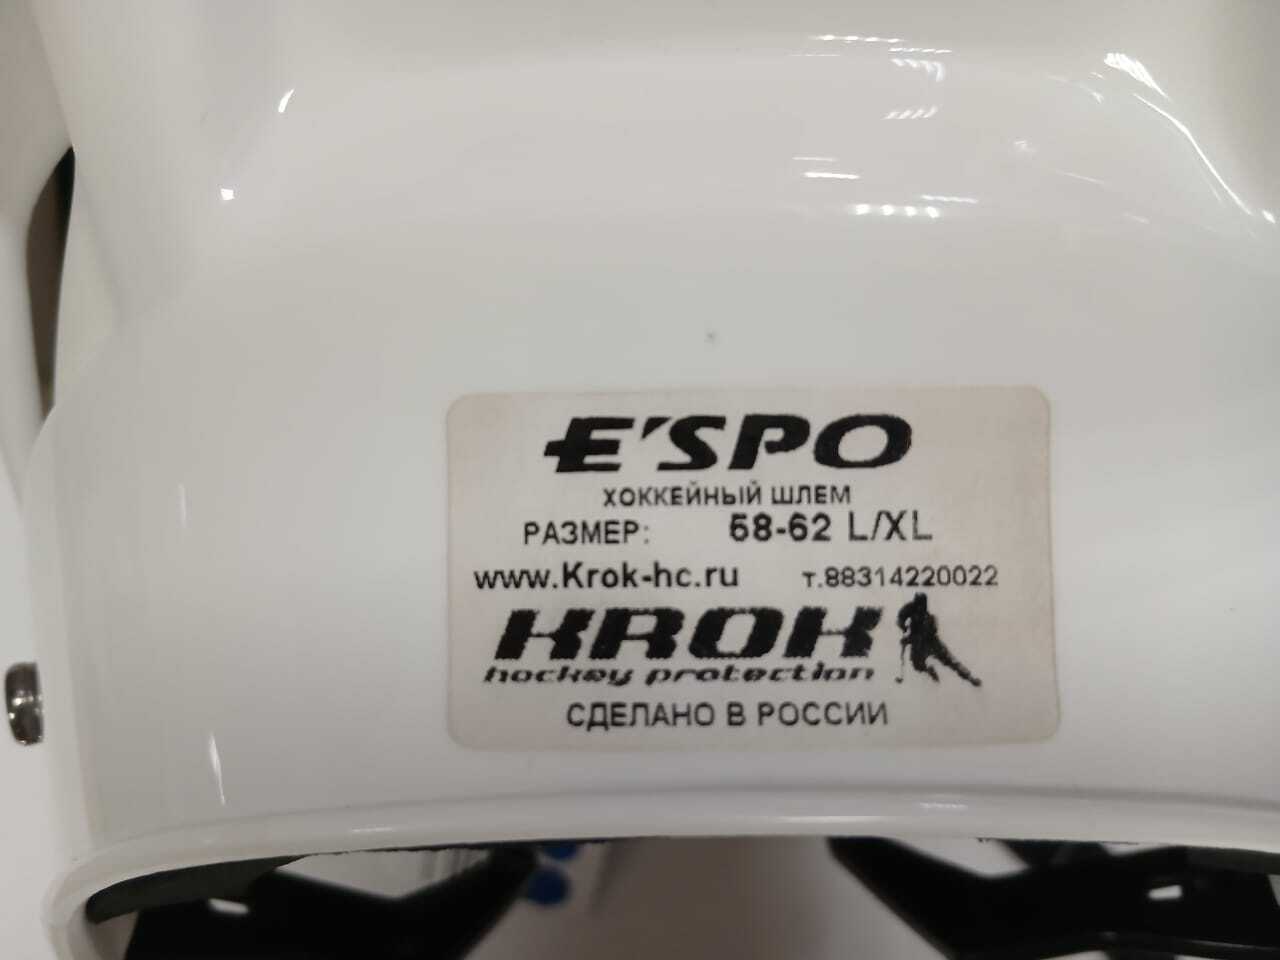 E'SPO
ХОККЕЙНЫЙ ШЛЕМ
РАЗМЕР: 58-62 L/XL
www.Krok-hc.ru т.88314220022
KROK
hockey protection
СДЕЛАНО В РОССИИ